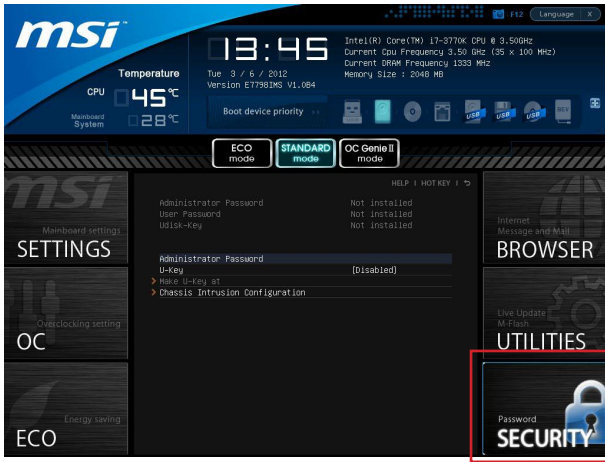 msi
F12 Language X
13:45
Tue 3 / 6 / 2012
Version E7798IMS V1.0B4
Intel(R) Core(TM) i7-3770K CPU @ 3.50GHz
Current Cpu Frequency 3.50 GHz (35 x 100 MHz)
Current DRAM Frequency 1333 MHz
Memory Size : 2048 MB
Temperature
CPU 45°C
Mainboard
System 28°C
Boot device priority
USB USB USB REV
ECO
mode
STANDARD
mode
OC Genie II
mode
HELP | HOT KEY |
msi
Mainboard settings
SETTINGS
Overclocking setting
OC
Energy saving
ECO
Administrator Password Not installed
User Password Not installed
Udisk-Key Not installed
Administrator Password
U-Key [Disabled]
Make U-Key at
Chassis Intrusion Configuration
Internet
Message and Mail
BROWSER
Live Update
M-Flash
UTILITIES
Password
SECURITY